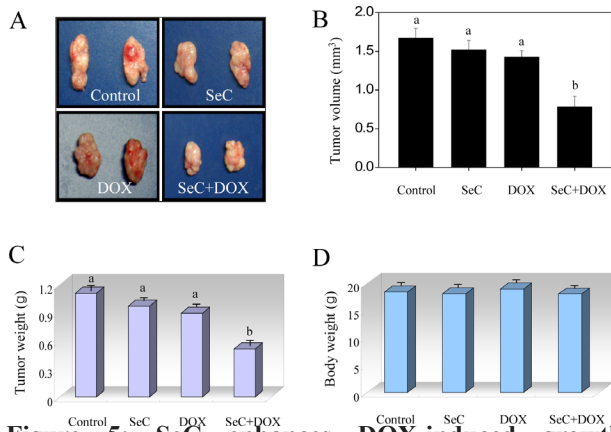 A
Control
SeC
DOX
SeC+DOX
B
Tumor volume (mm³)
2.0
1.5
1.0
0.5
0.0
a
a
a
b
Control
SeC
DOX
SeC+DOX
C
Tumor weight (g)
1.2
0.9
0.6
0.3
0
a
a
a
b
Control
SeC
DOX
SeC+DOX
D
Body weight (g)
20
15
10
5
0
Control
SeC
DOX
SeC+DOX
Figure 5: SeC enhances DOX-induced growth